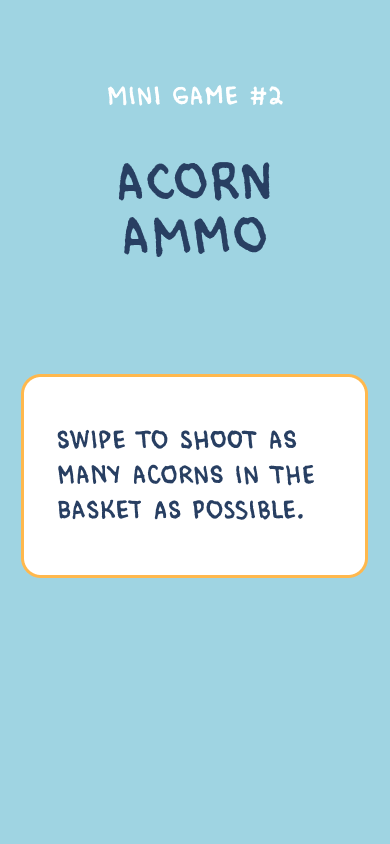 MINI GAME #2
ACORN
AMMO
SWIPE TO SHOOT AS
MANY ACORNS IN THE
BASKET AS POSSIBLE.